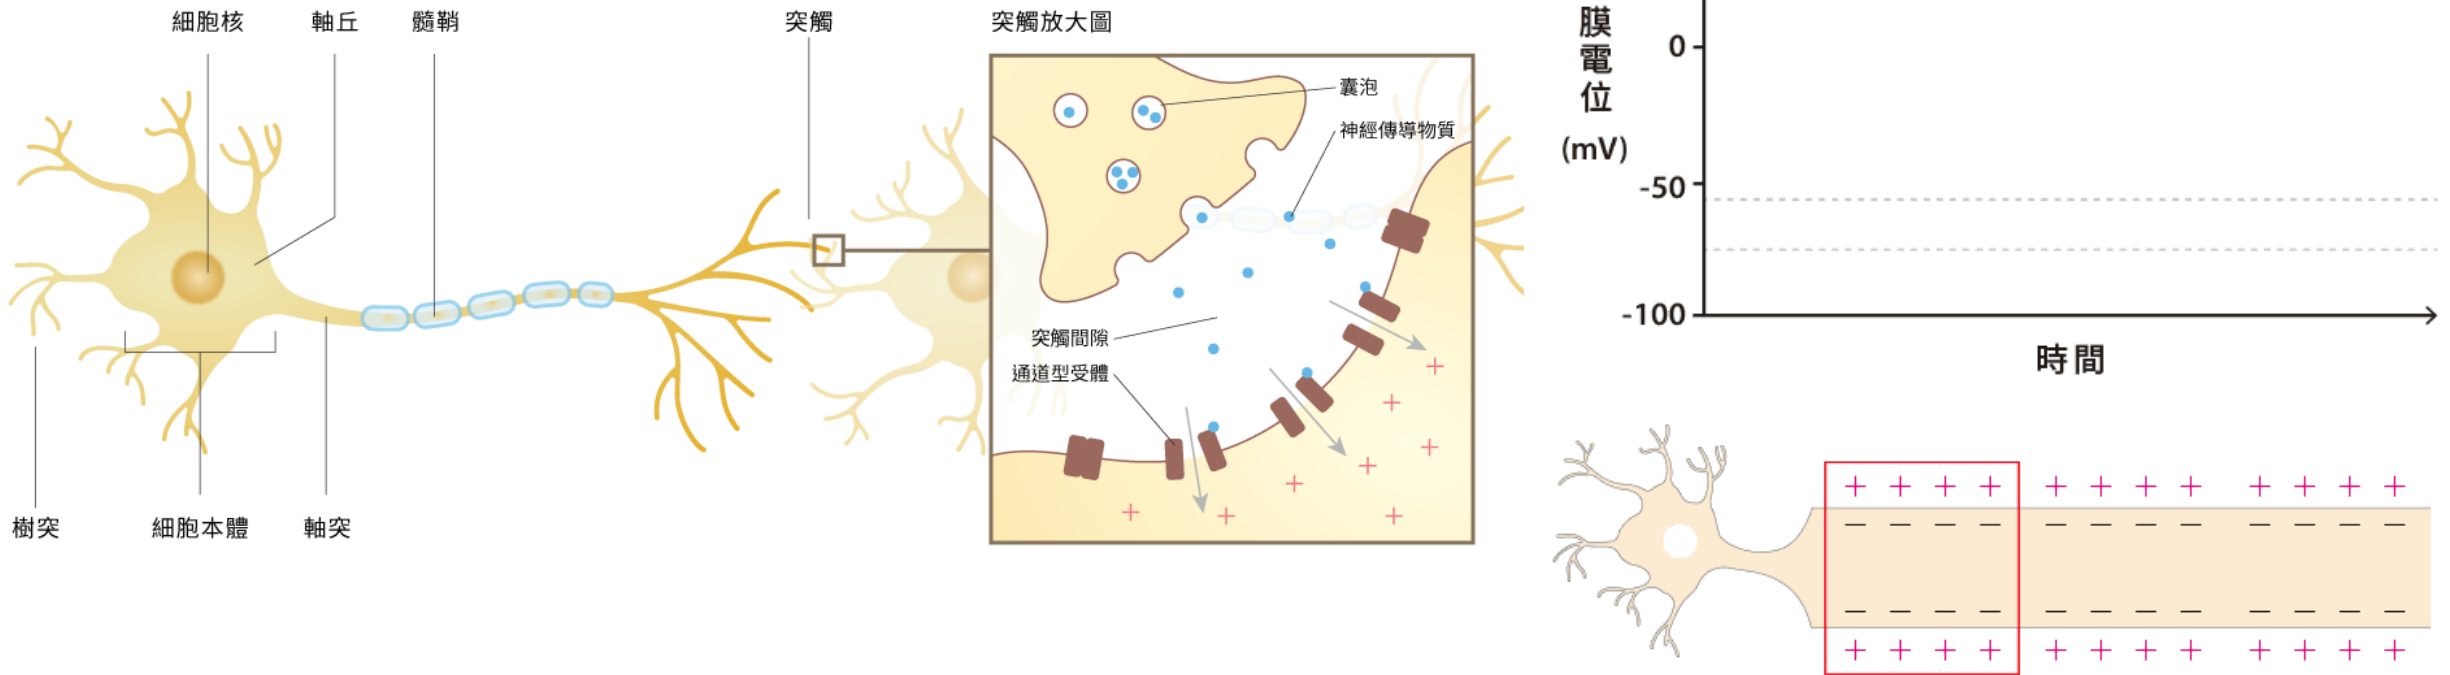 細胞核
軸丘
髓鞘
突觸
突觸放大圖
囊泡
神經傳導物質
突觸間隙
通道型受體
樹突
細胞本體
軸突
膜電位
(mV)
0
-50
-100
時間